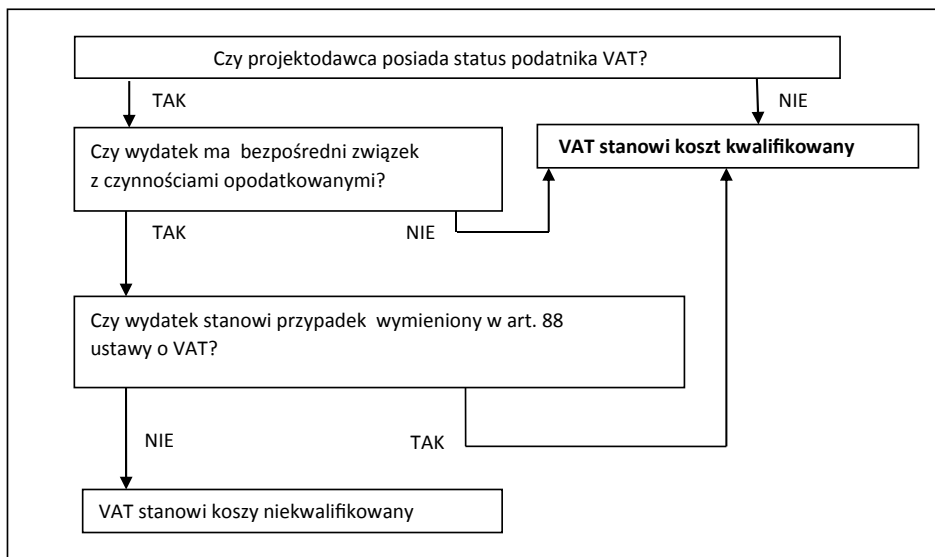 Czy projektodawca posiada status podatnika VAT?
TAK
NIE
Czy wydatek ma bezpośredni związek
z czynnościami opodatkowanymi?
VAT stanowi koszt kwalifikowany
TAK
NIE
Czy wydatek stanowi przypadek wymieniony w art. 88
ustawy o VAT?
NIE
TAK
VAT stanowi koszy niekwalifikowany